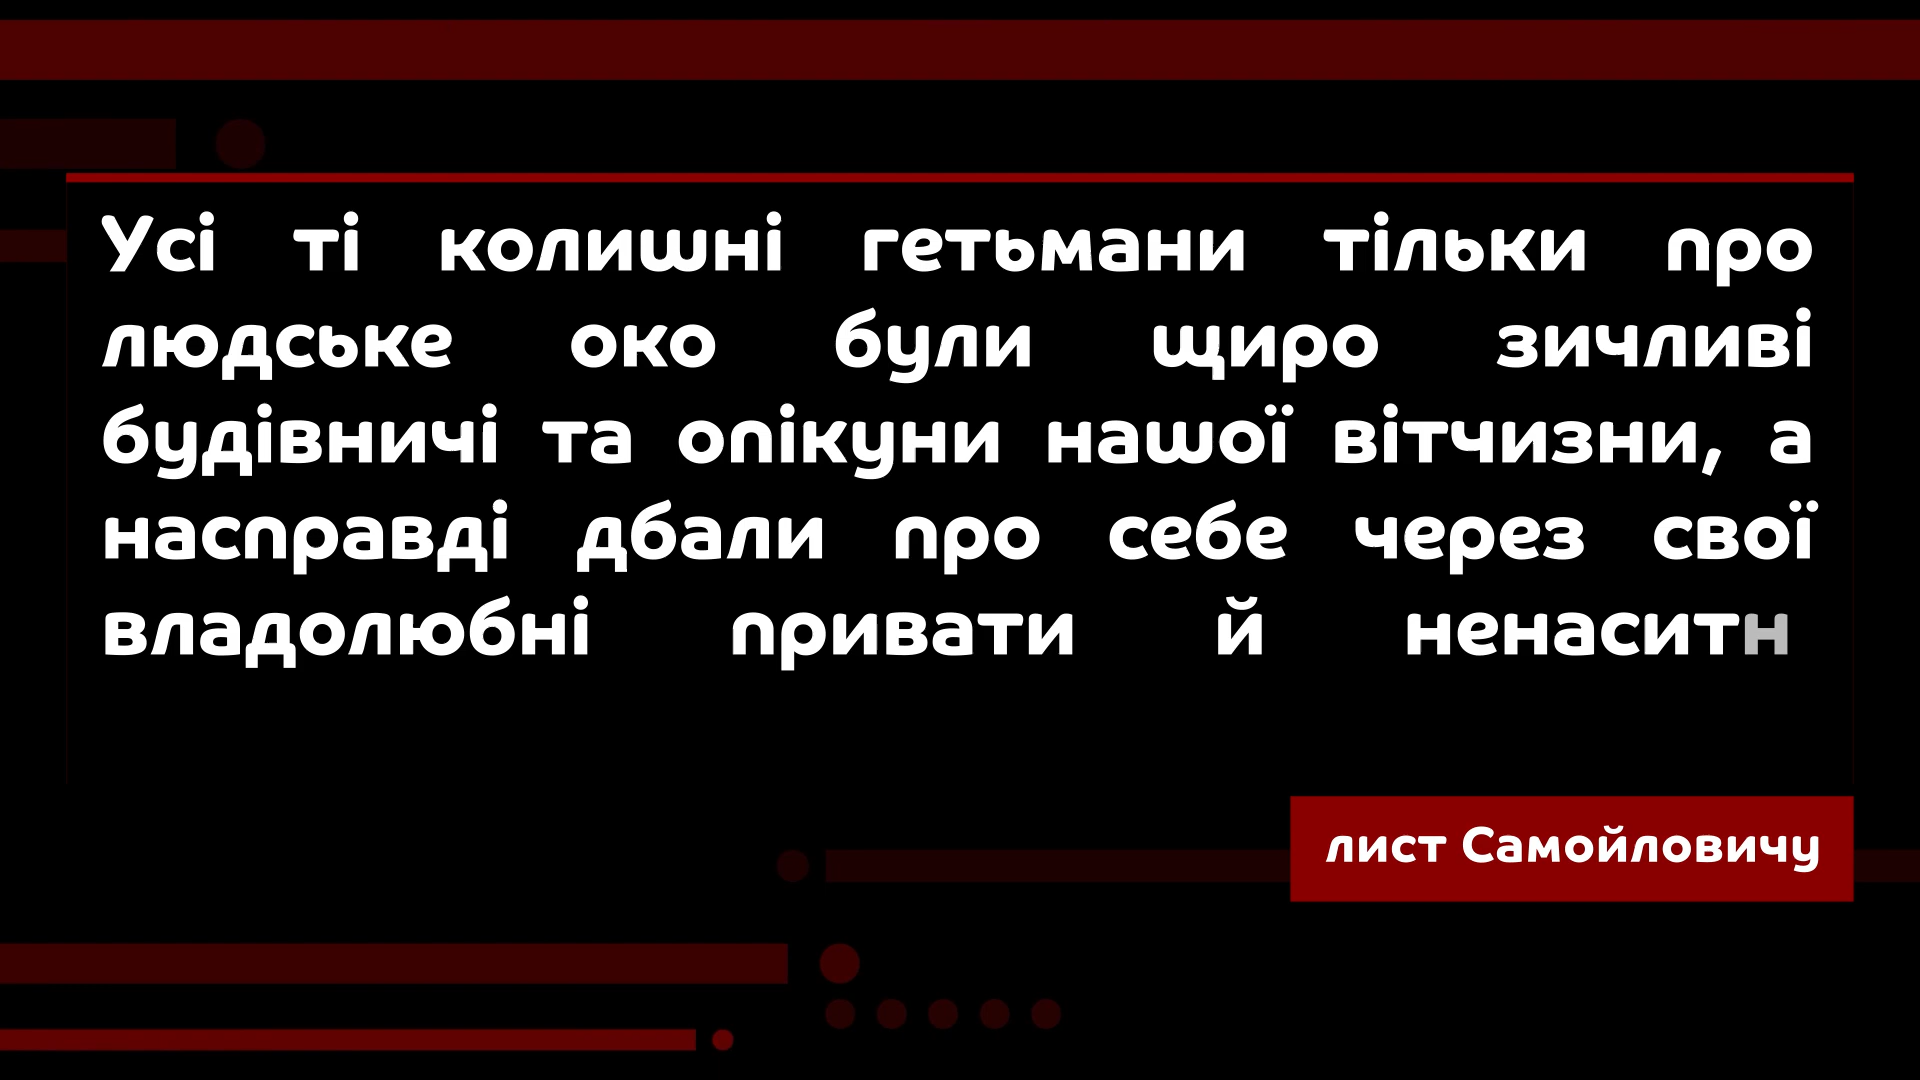 Усі ті колишні гетьмани тільки про
людське око були щиро зичливі
будівничі та опікуни нашої вітчизни, а
насправді дбали про себе через свої
владолюбні привати й ненаситн
лист Самойловичу